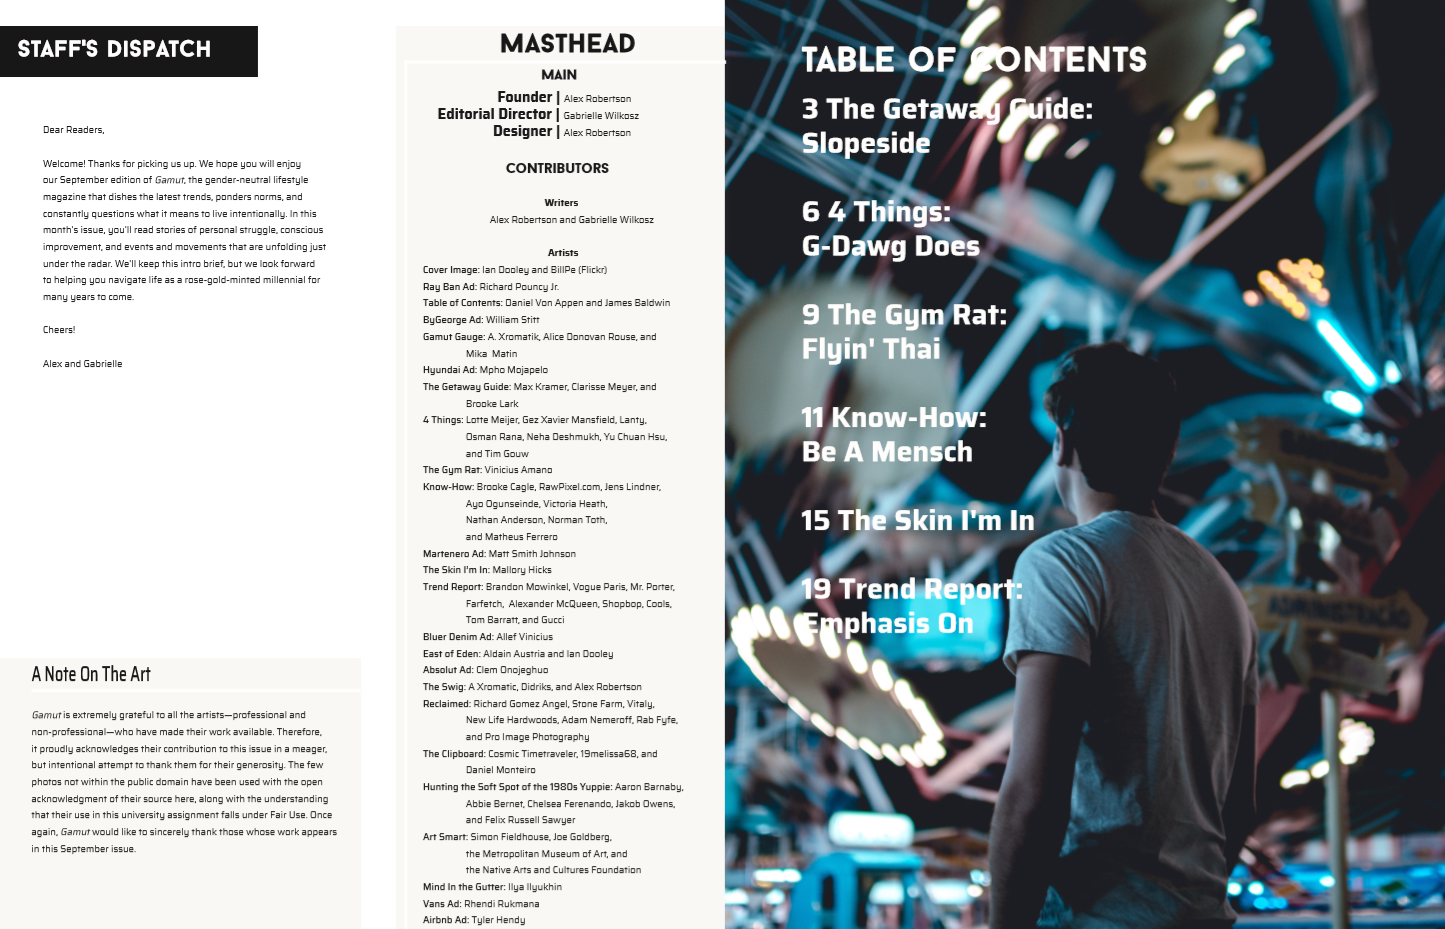 STAFF'S DISPATCH
Dear Readers,
Welcome! Thanks for picking us up. We hope you will enjoy
our September edition of Gamut, the gender-neutral lifestyle
magazine that dishes the latest trends, ponders norms, and
constantly questions what it means to live intentionally. In this
month's issue, you'll read stories of personal struggle, conscious
improvement, and events and movements that are unfolding just
under the radar. We'll keep this intro brief, but we look forward
to helping you navigate life as a rose-gold-minted millennial for
many years to come.
Cheers!
Alex and Gabrielle
A Note On The Art
Gamut is extremely grateful to all the artists—professional and
non-professional—who have made their work available. Therefore,
it proudly acknowledges their contribution to this issue in a meager,
but intentional attempt to thank them for their generosity. The few
photos not within the public domain have been used with the open
acknowledgment of their source here, along with the understanding
that their use in this university assignment falls under Fair Use. Once
again, Gamut would like to sincerely thank those whose work appears
in this September issue.
MASTHEAD
MAIN
Founder | Alex Robertson
Editorial Director | Gabrielle Wilkosz
Designer | Alex Robertson
CONTRIBUTORS
Writers
Alex Robertson and Gabrielle Wilkosz
Artists
Cover Image: Ian Dooley and BillPe (Flickr)
Ray Ban Ad: Richard Pouncy Jr.
Table of Contents: Daniel Von Appen and James Baldwin
ByGeorge Ad: William Stitt
Gamut Gauge: A. Xromatik, Alice Donovan Rouse, and
Mika Matin
Hyundai Ad: Mpho Mojapelo
The Getaway Guide: Max Kramer, Clarisse Meyer, and
Brooke Lark
4 Things: Lotte Meijer, Gez Xavier Mansfield, Lanty,
Osman Rana, Neha Deshmukh, Yu Chuan Hsu,
and Tim Gouw
The Gym Rat: Vinicius Amano
Know-How: Brooke Cagle, RawPixel.com, Jens Lindner,
Ayo Ogunseinde, Victoria Heath,
Nathan Anderson, Norman Toth,
and Matheus Ferrero
Martenero Ad: Matt Smith Johnson
The Skin I'm In: Mallory Hicks
Trend Report: Brandon Mowinkel, Vogue Paris, Mr. Porter,
Farfetch, Alexander McQueen, Shopbop, Cools,
Tom Barratt, and Gucci
Bluer Denim Ad: Allef Vinicius
East of Eden: Aldain Austria and Ian Dooley
Absolut Ad: Clem Onojeghuo
The Swig: A Xromatic, Didriks, and Alex Robertson
Reclaimed: Richard Gomez Angel, Stone Farm, Vitaly,
New Life Hardwoods, Adam Nemeroff, Rab Fyfe,
and Pro Image Photography
The Clipboard: Cosmic Timetraveler, 19melissa68, and
Daniel Monteiro
Hunting the Soft Spot of the 1980s Yuppie: Aaron Barnaby,
Abbie Bernet, Chelsea Ferenando, Jakob Owens,
and Felix Russell Sawyer
Art Smart: Simon Fieldhouse, Joe Goldberg,
the Metropolitan Museum of Art, and
the Native Arts and Cultures Foundation
Mind In the Gutter: Ilya Ilyukhin
Vans Ad: Rhendi Rukmana
Airbnb Ad: Tyler Hendy
TABLE OF CONTENTS
3 The Getaway Guide:
Slopeside
6 4 Things:
G-Dawg Does
9 The Gym Rat:
Flyin' Thai
11 Know-How:
Be A Mensch
15 The Skin I'm In
19 Trend Report:
Emphasis On